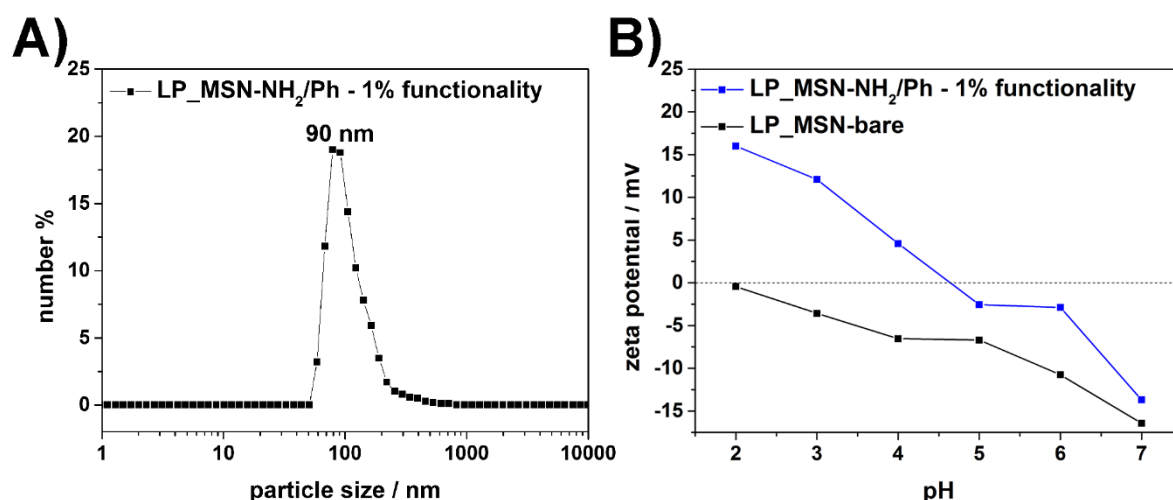 A)
25
20
15
10
5
0
number %
LP_MSN-NH₂/Ph - 1% functionality
90 nm
1 10 100 1000 10000
particle size / nm
B)
25
20
15
10
5
0
-5
-10
-15
zeta potential / mV
LP_MSN-NH₂/Ph - 1% functionality
LP_MSN-bare
2 3 4 5 6 7
pH